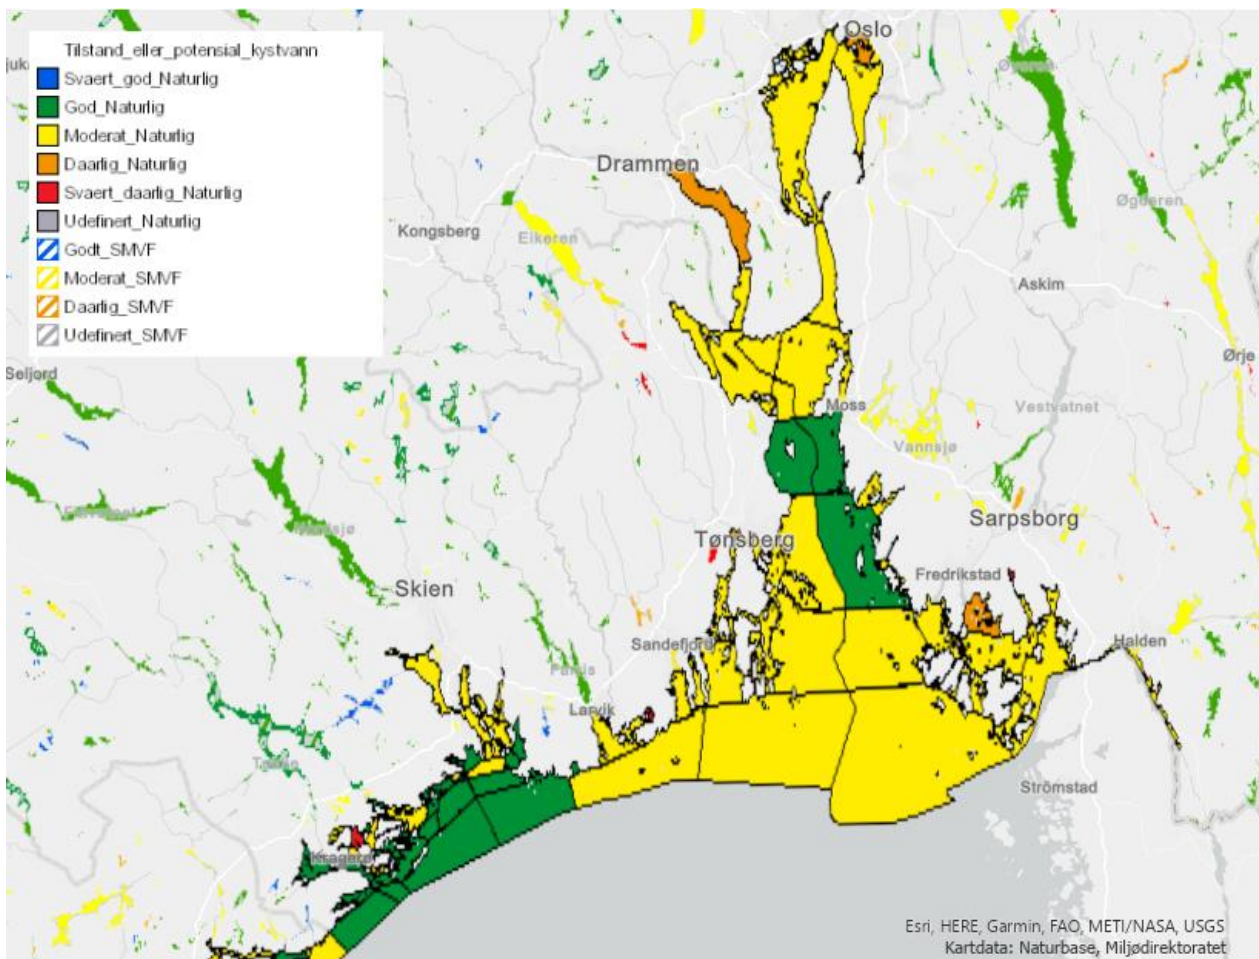 Tilstand_eller_potensial_kystvann
Svaert_god_Naturlig
God_Naturlig
Moderat_Naturlig
Daarlig_Naturlig
Svaert_daarlig_Naturlig
Udefinert_Naturlig
Godt_SMVF
Moderat_SMVF
Daarlig_SMVF
Udefinert_SMVF
Oslo
Øyeren
Drammen
Øgderen
Kongsberg
Eikeren
Askim
Ørje
Seljord
Moss
Vestvatnet
Vannsjø
Sarpsborg
Tønsberg
Fredrikstad
Skien
Sandefjord
Halden
Farris
Larvik
Strömstad
Kragerø
Esri, HERE, Garmin, FAO, METI/NASA, USGS
Kartdata: Naturbase, Miljødirektoratet